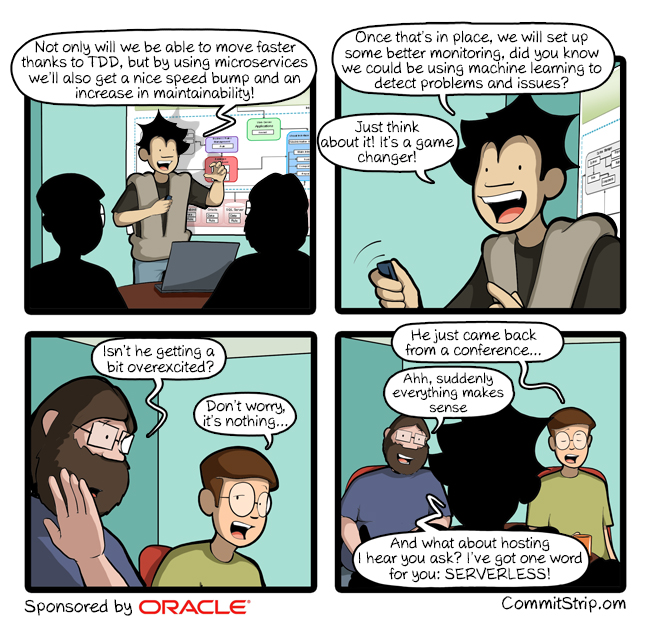 Not only will we be able to move faster
thanks to TDD, but by using microservices
we'll also get a nice speed bump and an
increase in maintainability!
Once that's in place, we will set up
some better monitoring, did you know
we could be using machine learning to
detect problems and issues?
Just think
about it! it's a game
changer!
Isn't he getting a
bit overexcited?
Don't worry,
it's nothing...
He just came back
from a conference...
Ahh, suddenly
everything makes
sense
And what about hosting
I hear you ask? I've got one word
for you: SERVERLESS!
Sponsored by ORACLE®
CommitStrip.om